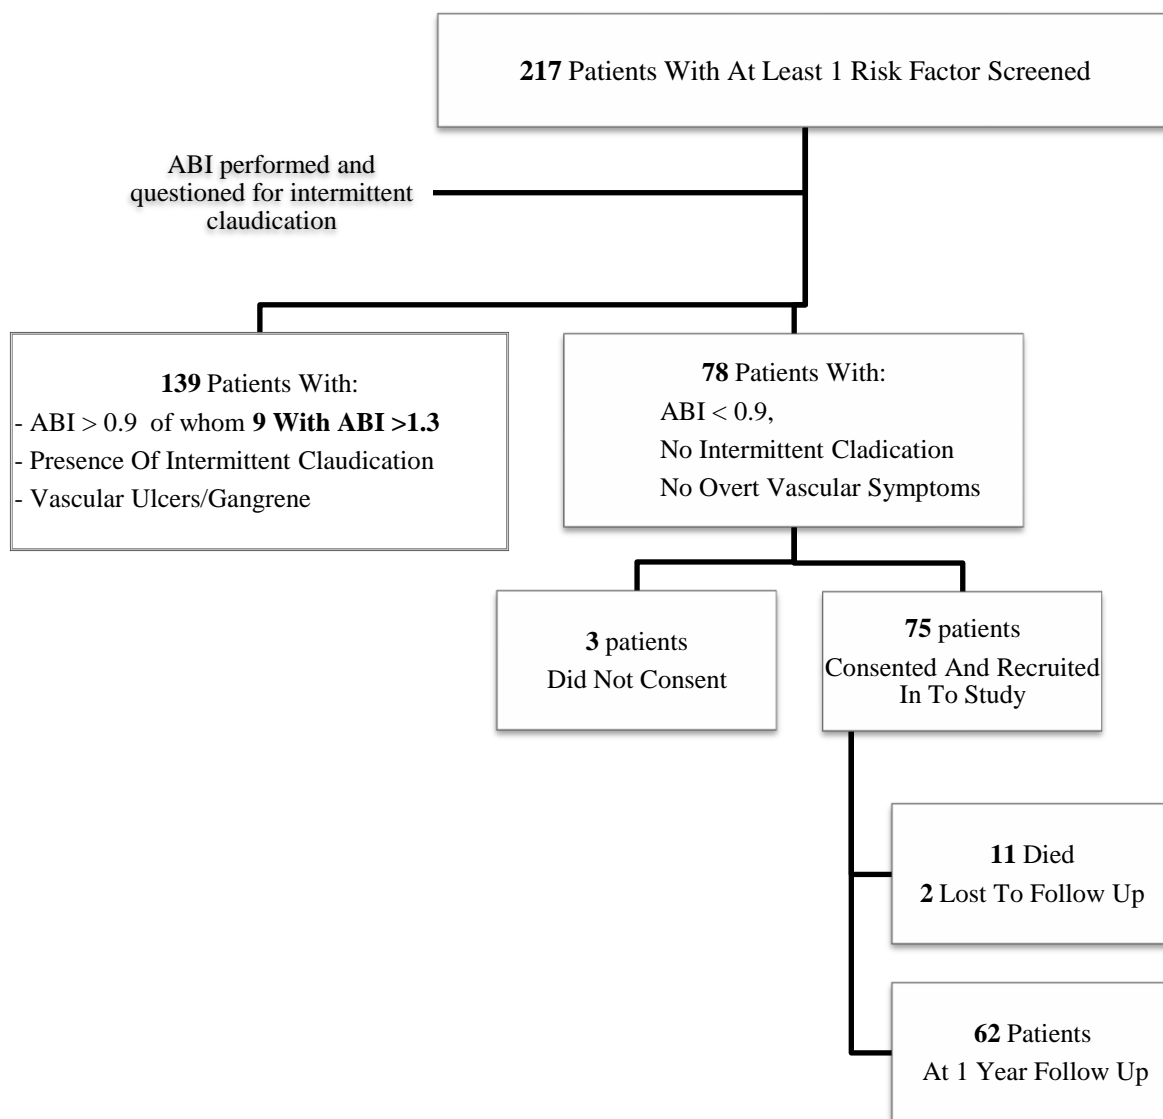 217 Patients With At Least 1 Risk Factor Screened
ABI performed and
questioned for intermittent
claudication
139 Patients With:
- ABI > 0.9 of whom 9 With ABI >1.3
- Presence Of Intermittent Claudication
- Vascular Ulcers/Gangrene
78 Patients With:
ABI < 0.9,
No Intermittent Cladication
No Overt Vascular Symptoms
3 patients
Did Not Consent
75 patients
Consented And Recruited
In To Study
11 Died
2 Lost To Follow Up
62 Patients
At 1 Year Follow Up